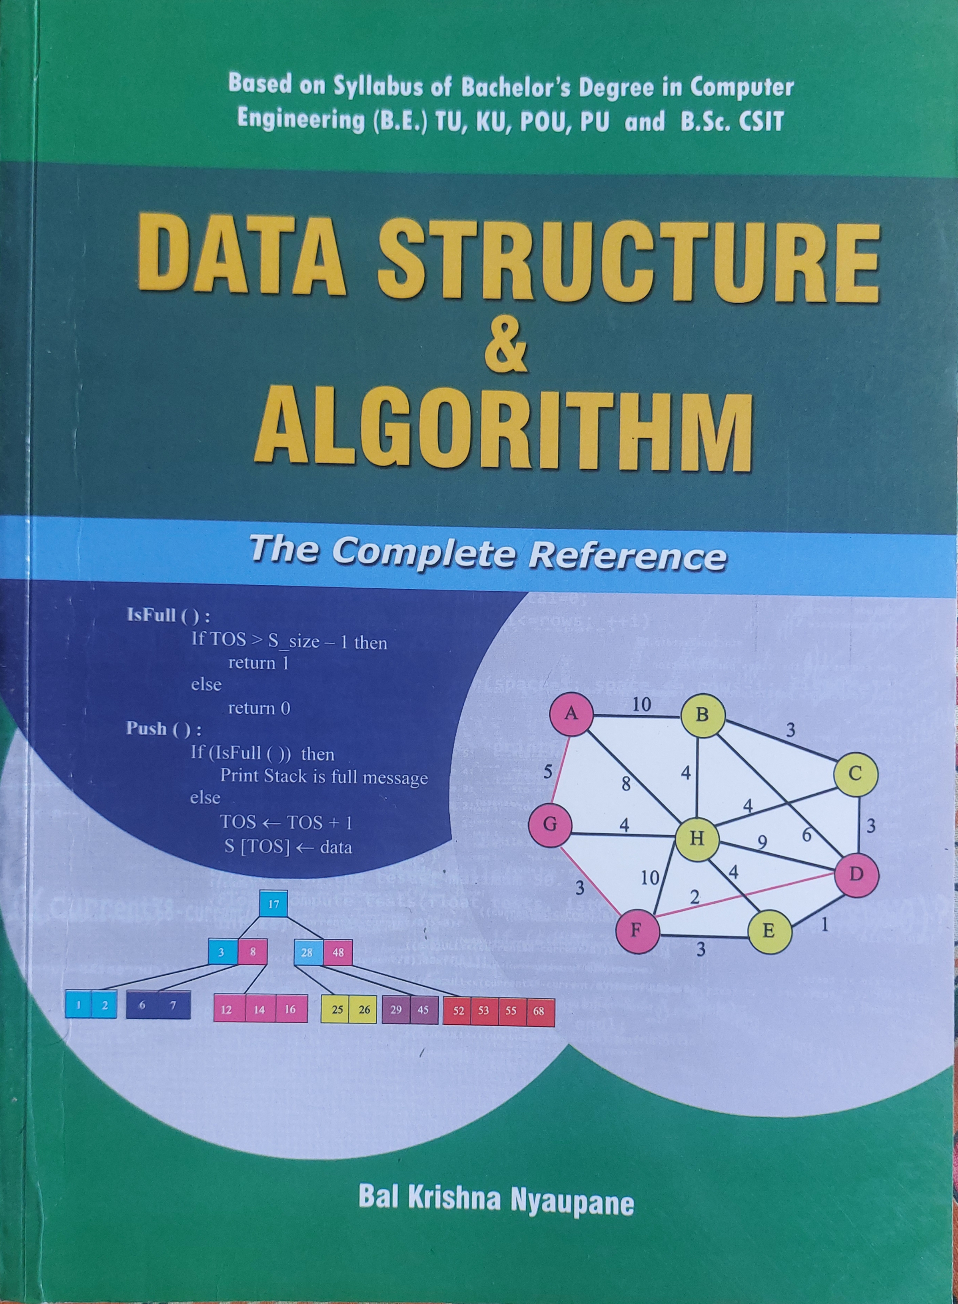 Based on Syllabus of Bachelor's Degree in Computer
Engineering (B.E.) TU, KU, POU, PU and B.Sc. CSIT
DATA STRUCTURE
&
ALGORITHM
The Complete Reference
IsFull ( ) :
If TOS > S_size – 1 then
return 1
else
return 0
Push ( ) :
If (IsFull ( )) then
Print Stack is full message
else
TOS ← TOS + 1
S [TOS] ← data
17
3 8 28 48
1 2 6 7 12 14 16 25 26 29 45 52 53 55 68
A 10 B
3
C
5 8 4
4
G 4 H 9 6 3
10 4 D
3 2
F 3 E 1
Bal Krishna Nyaupane